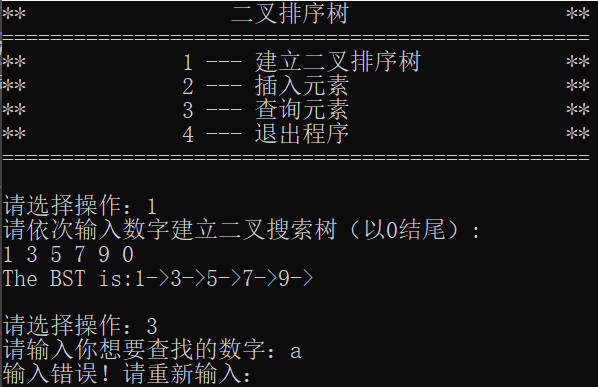 ** 二叉排序树 **
=================================================
** 1 --- 建立二叉排序树 **
** 2 --- 插入元素 **
** 3 --- 查询元素 **
** 4 --- 退出程序 **
=================================================
请选择操作：1
请依次输入数字建立二叉搜索树（以0结尾）：
1 3 5 7 9 0
The BST is:1->3->5->7->9->
请选择操作：3
请输入你想要查找的数字：a
输入错误！请重新输入：